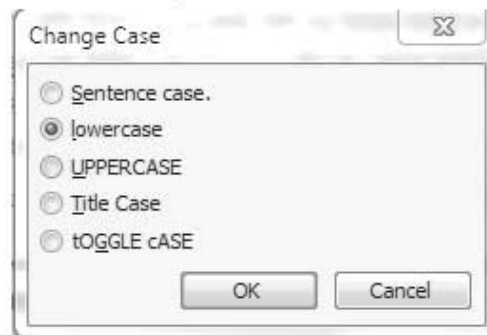 Change Case
Sentence case.
lowercase
UPPERCASE
Title Case
tOGGLE cASE
OK Cancel